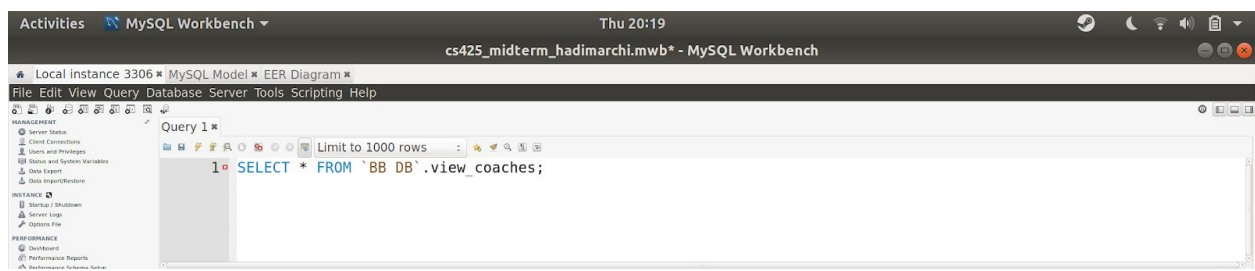 Activities MySQL Workbench Thu 20:19
cs425_midterm_hadimarchi.mwb* - MySQL Workbench
Local instance 3306 MySQL Model EER Diagram
File Edit View Query Database Server Tools Scripting Help
MANAGEMENT
Server Status
Client Connections
Users and Privileges
Status and System Variables
Data Export
Data Import/Restore
INSTANCE
Startup / Shutdown
Server Logs
Options File
PERFORMANCE
Dashboard
Performance Reports
Performance Schema Setup
Query 1
Limit to 1000 rows
1 SELECT * FROM `BB DB`.view_coaches;